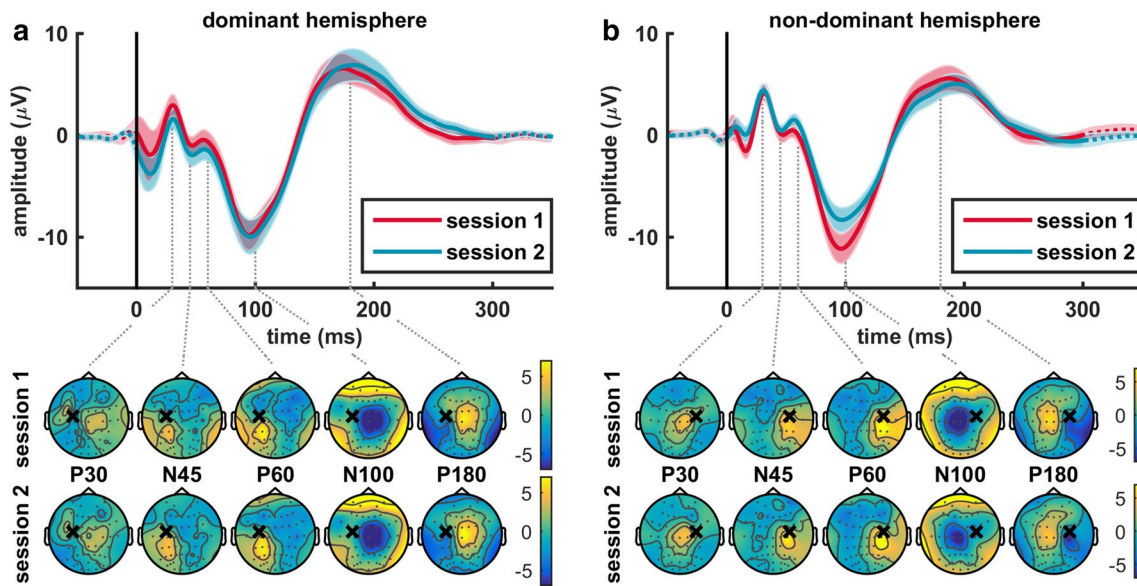 a dominant hemisphere
10
0
-10
amplitude (μV)
session 1
session 2
0 100 200 300
time (ms)
session 1
5
0
-5
P30 N45 P60 N100 P180
session 2
5
0
-5
b non-dominant hemisphere
10
0
-10
amplitude (μV)
session 1
session 2
0 100 200 300
time (ms)
session 1
5
0
-5
P30 N45 P60 N100 P180
session 2
5
0
-5